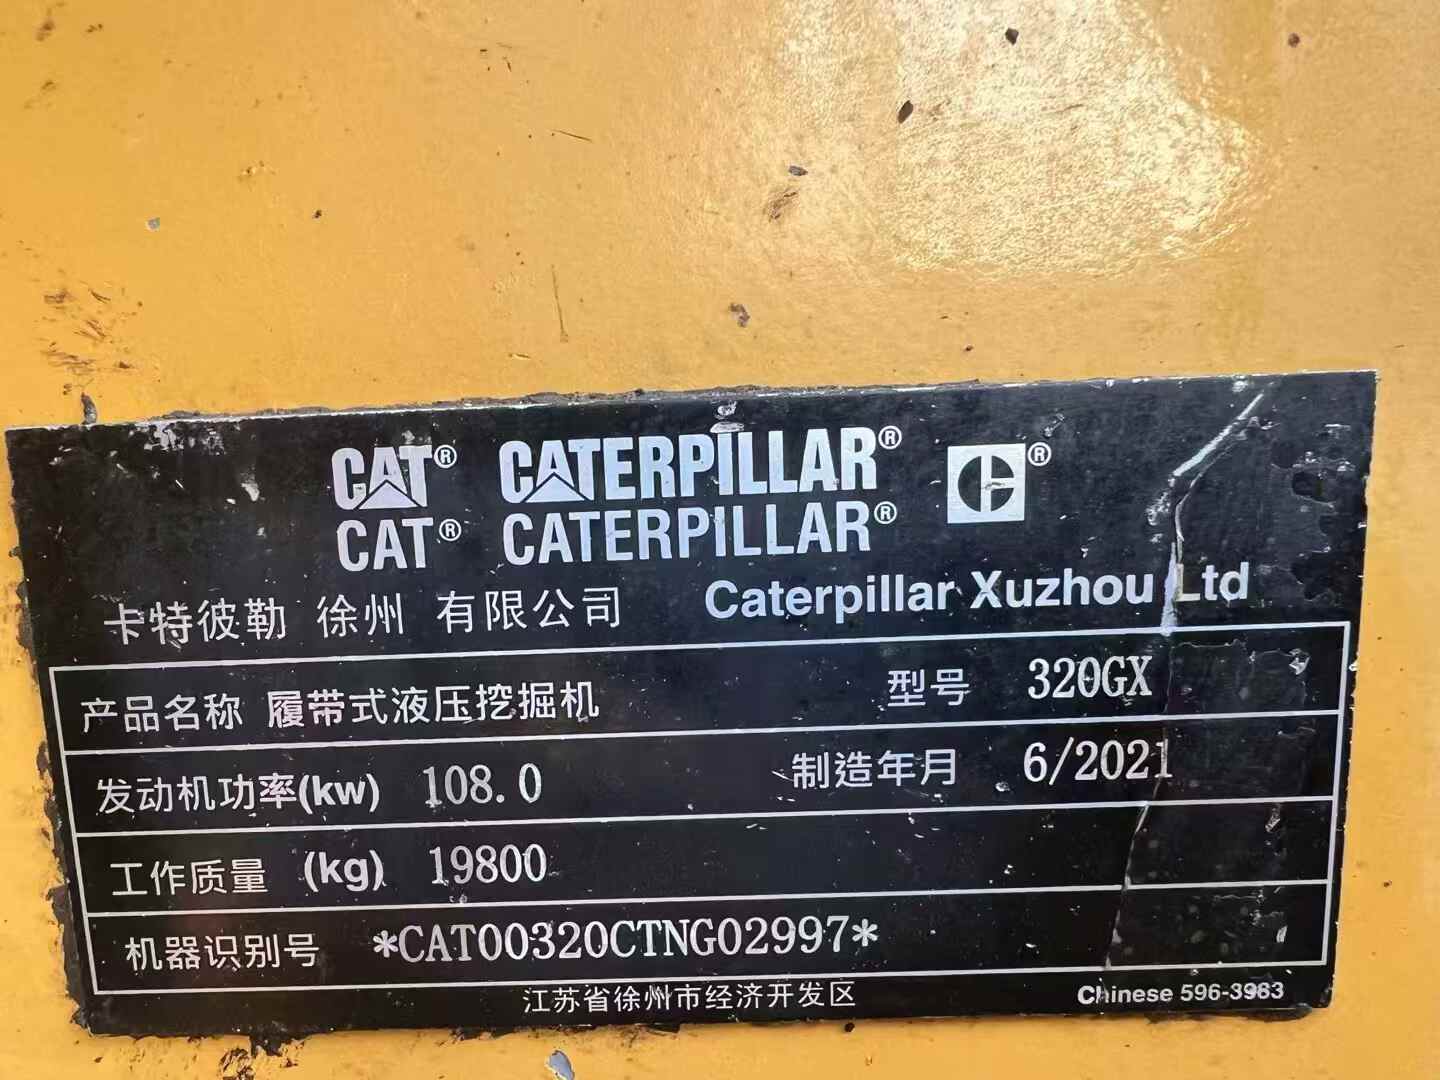 CAT® CATERPILLAR® C®
CAT® CATERPILLAR®
卡特彼勒 徐州 有限公司 Caterpillar Xuzhou Ltd
产品名称 履带式液压挖掘机 型号 320GX
发动机功率(kw) 108.0 制造年月 6/2021
工作质量 (kg) 19800
机器识别号 *CAT00320CTNG02997*
江苏省徐州市经济开发区 Chinese 596-3983